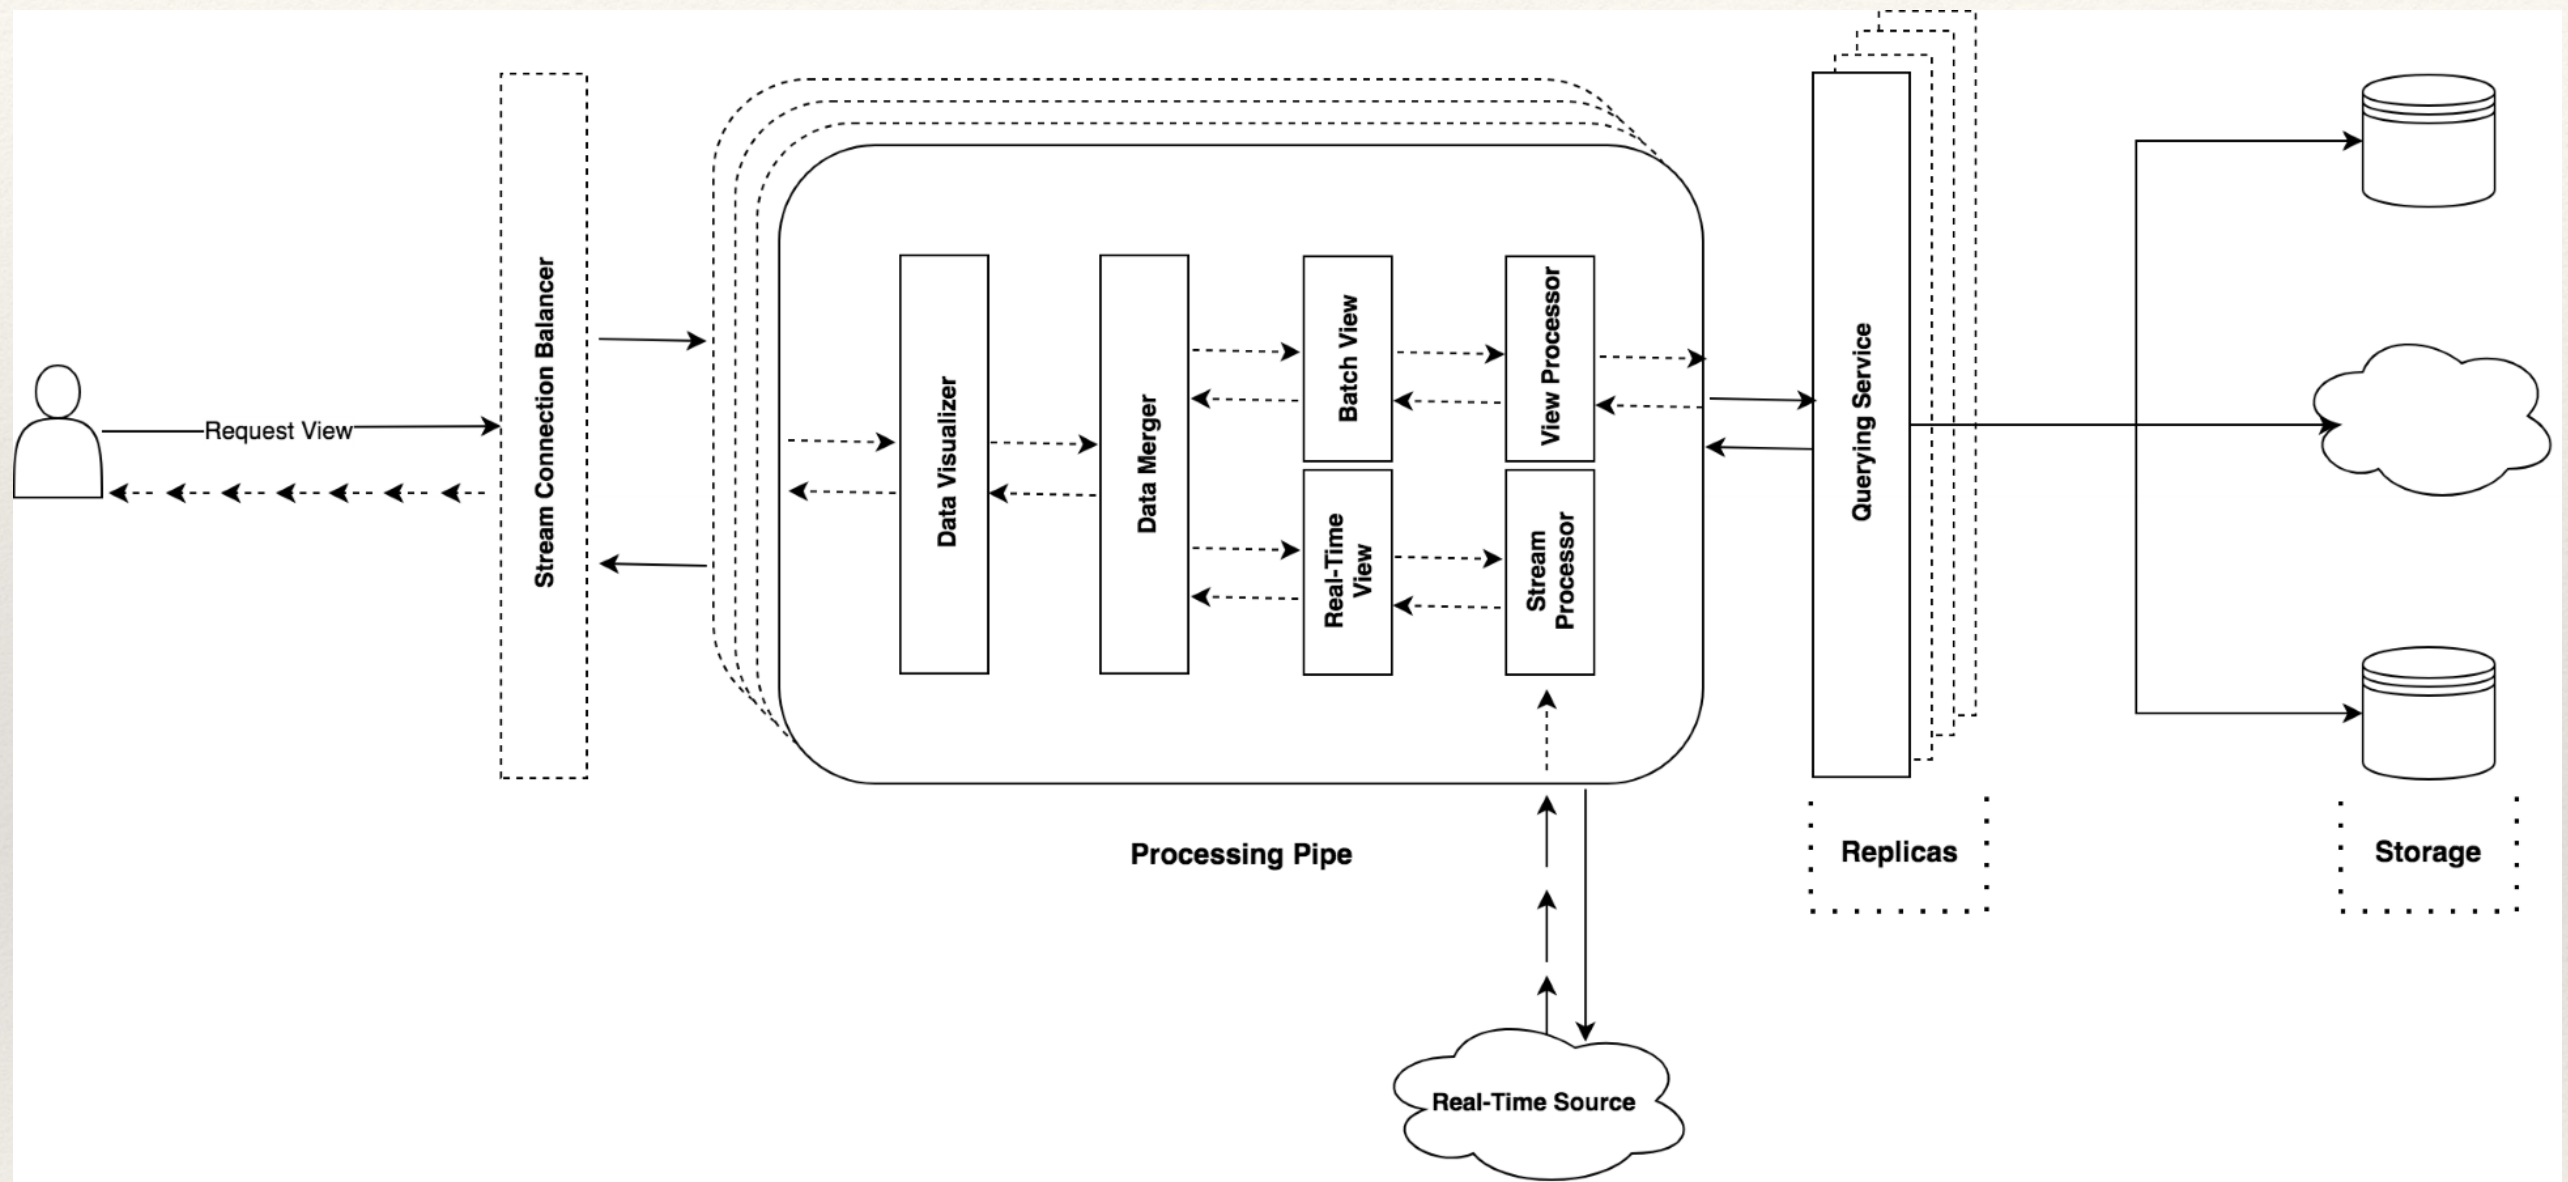 Request View
Stream Connection Balancer
Data Visualizer
Data Merger
Batch View
View Processor
Real-Time
View
Stream
Processor
Querying Service
Processing Pipe
Replicas
Storage
Real-Time Source